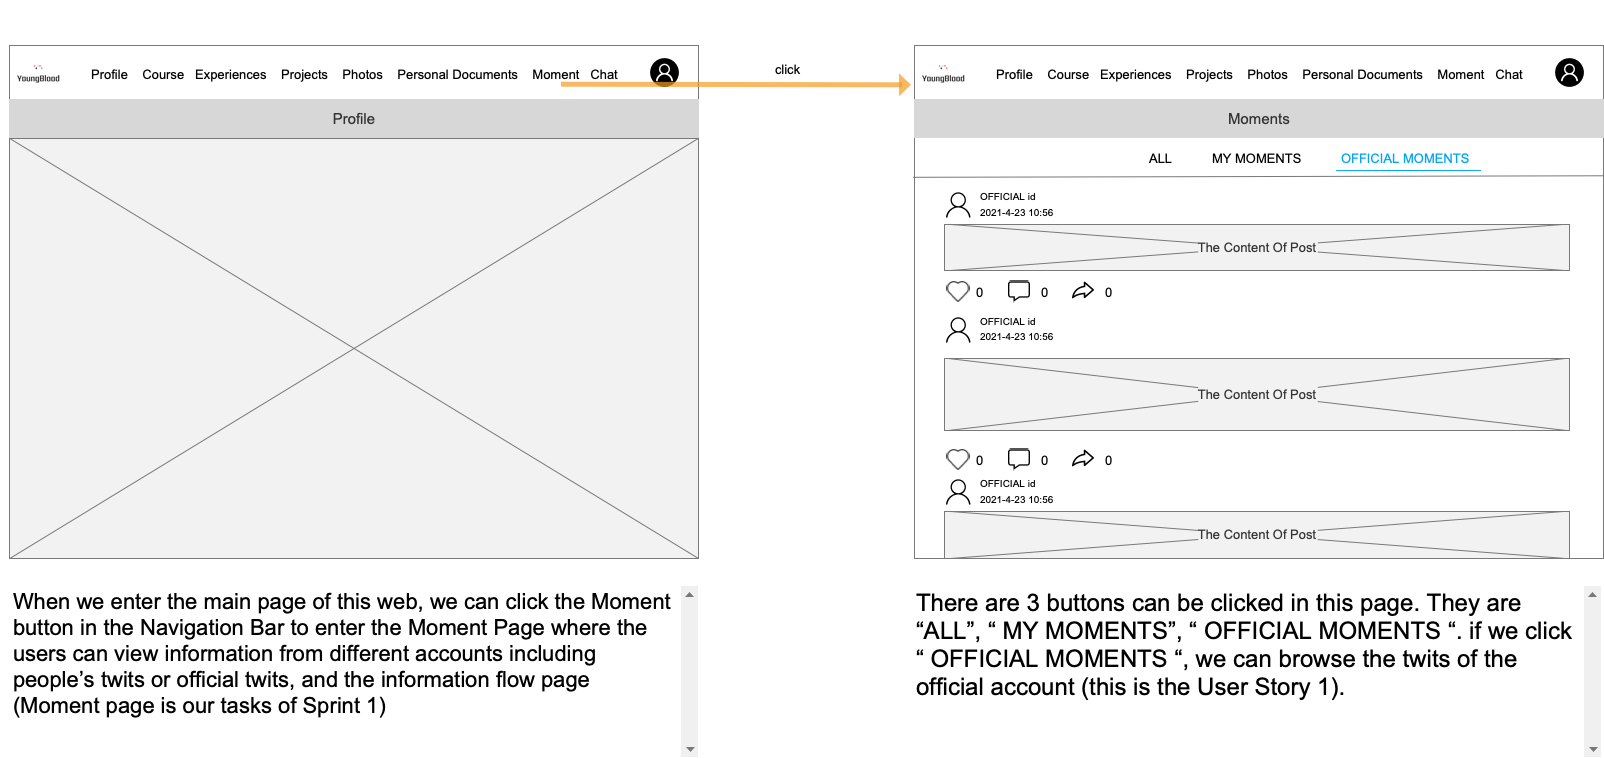 YoungBlood Profile Course Experiences Projects Photos Personal Documents Moment Chat
Profile
click
YoungBlood Profile Course Experiences Projects Photos Personal Documents Moment Chat
Moments
ALL MY MOMENTS OFFICIAL MOMENTS
OFFICIAL id
2021-4-23 10:56
The Content Of Post
0 0 0
OFFICIAL id
2021-4-23 10:56
The Content Of Post
0 0 0
OFFICIAL id
2021-4-23 10:56
The Content Of Post
When we enter the main page of this web, we can click the Moment
button in the Navigation Bar to enter the Moment Page where the
users can view information from different accounts including
people’s twits or official twits, and the information flow page
(Moment page is our tasks of Sprint 1)
There are 3 buttons can be clicked in this page. They are
“ALL”, “ MY MOMENTS”, “ OFFICIAL MOMENTS “. if we click
“ OFFICIAL MOMENTS “, we can browse the twits of the
official account (this is the User Story 1).